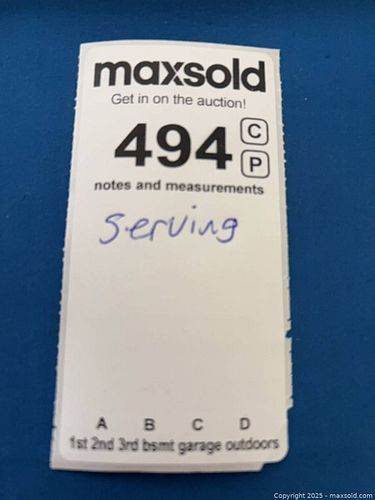 maxsold
Get in on the auction!
494 C
P
notes and measurements
serving
A B C D
1st 2nd 3rd bsmt garage outdoors
Copyright 2025 - maxsold.com